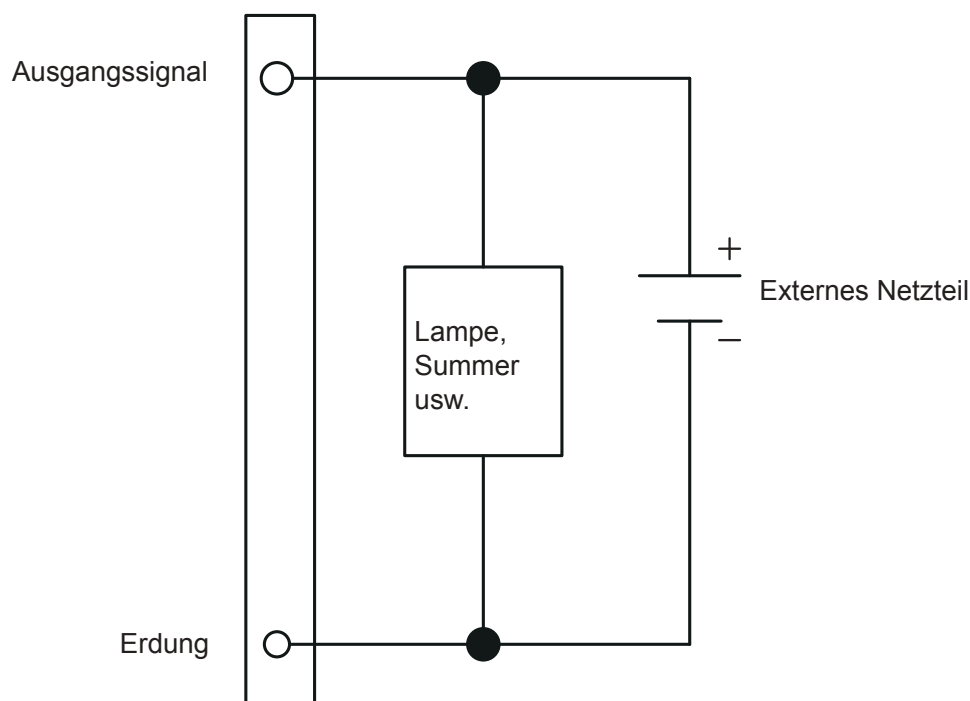 Ausgangssignal
+
Externes Netzteil
−
Lampe,
Summer
usw.
Erdung